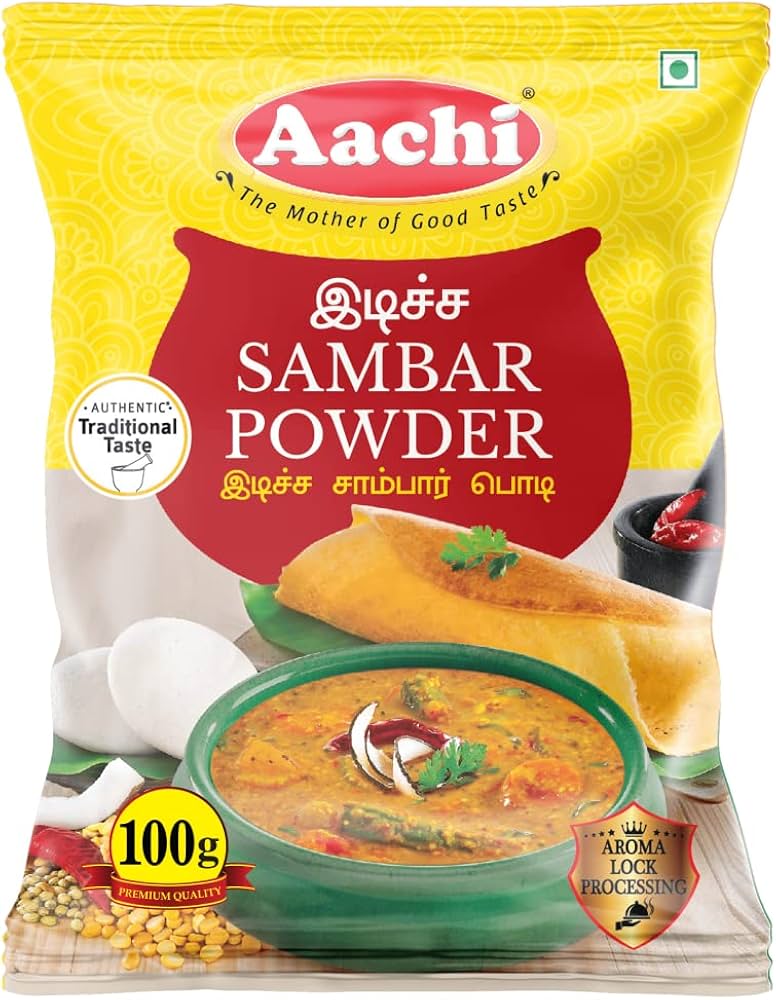 Aachi®
The Mother of Good Taste
இடிச்ச
SAMBAR
POWDER
இடிச்ச சாம்பார் பொடி
AUTHENTIC
Traditional
Taste
100g
PREMIUM QUALITY
AROMA
LOCK
PROCESSING